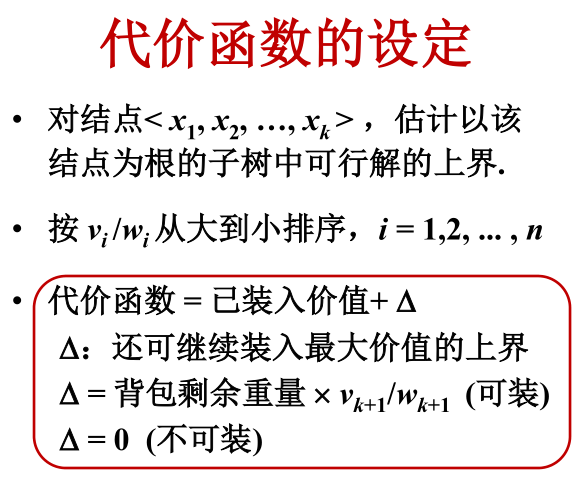 代价函数的设定
• 对结点< x₁, x₂, …, xₖ > ，估计以该
结点为根的子树中可行解的上界.
• 按 vᵢ /wᵢ 从大到小排序，i = 1,2, ... , n
• 代价函数 = 已装入价值+ Δ
Δ：还可继续装入最大价值的上界
Δ = 背包剩余重量 × vₖ₊₁/wₖ₊₁ (可装)
Δ = 0 (不可装)